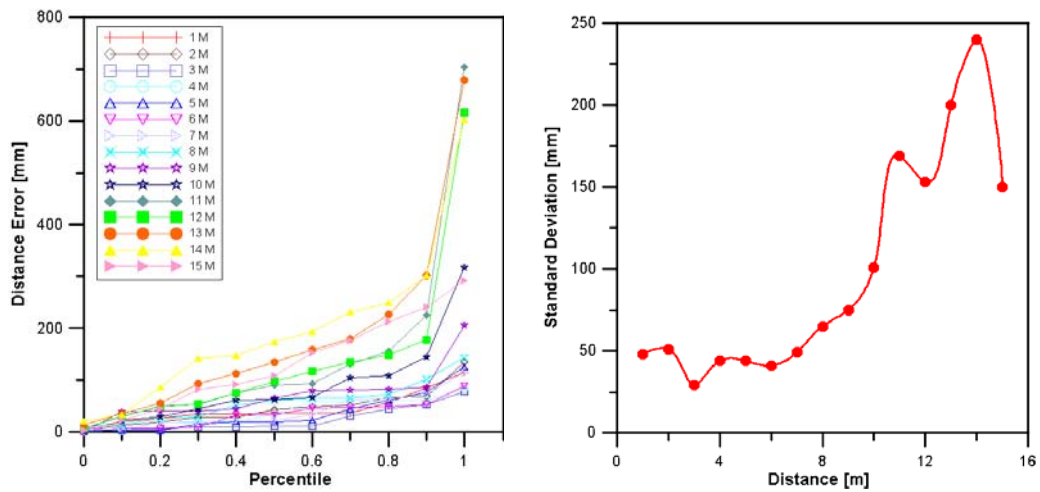 800
600
400
200
0
Distance Error [mm]
1 M
2 M
3 M
4 M
5 M
6 M
7 M
8 M
9 M
10 M
11 M
12 M
13 M
14 M
15 M
0 0.2 0.4 0.6 0.8 1
Percentile
250
200
150
100
50
0
Standard Deviation [mm]
0 4 8 12 16
Distance [m]